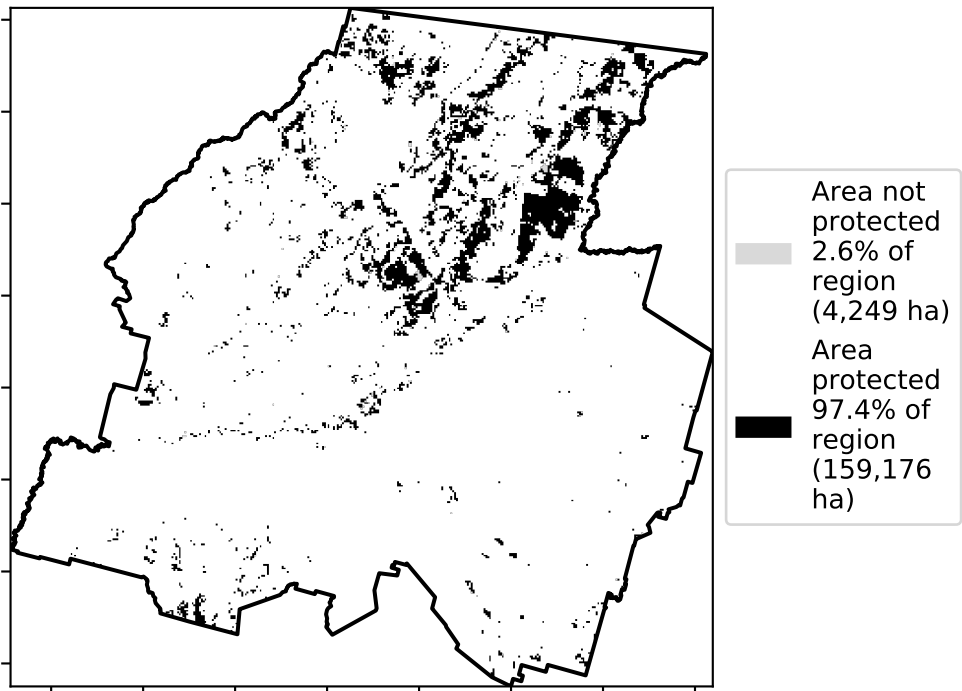 Area not
protected
2.6% of
region
(4,249 ha)
Area
protected
97.4% of
region
(159,176
ha)